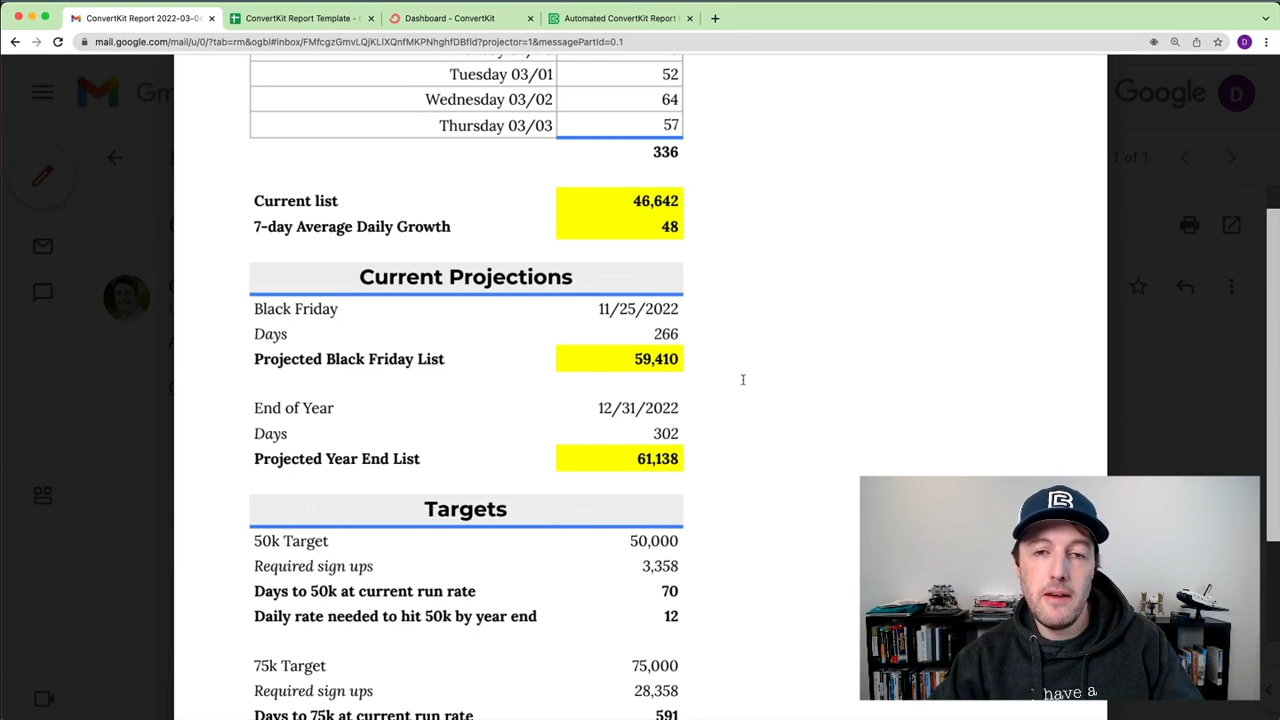 ConvertKit Report 2022-03-04
ConvertKit Report Template -
Dashboard - ConvertKit
Automated ConvertKit Report
mail.google.com/mail/u/0/?tab=rm&ogbl#inbox/FMfcgzGmvLQjKLlXQnfMKPNhghfDBfld?projector=1&messagePartId=0.1
Google
D
D
1 of 1
Tuesday 03/01 52
Wednesday 03/02 64
Thursday 03/03 57
336
Current list 46,642
7-day Average Daily Growth 48
Current Projections
Black Friday 11/25/2022
Days 266
Projected Black Friday List 59,410
End of Year 12/31/2022
Days 302
Projected Year End List 61,138
Targets
50k Target 50,000
Required sign ups 3,358
Days to 50k at current run rate 70
Daily rate needed to hit 50k by year end 12
75k Target 75,000
Required sign ups 28,358
Days to 75k at current run rate 591
I have a